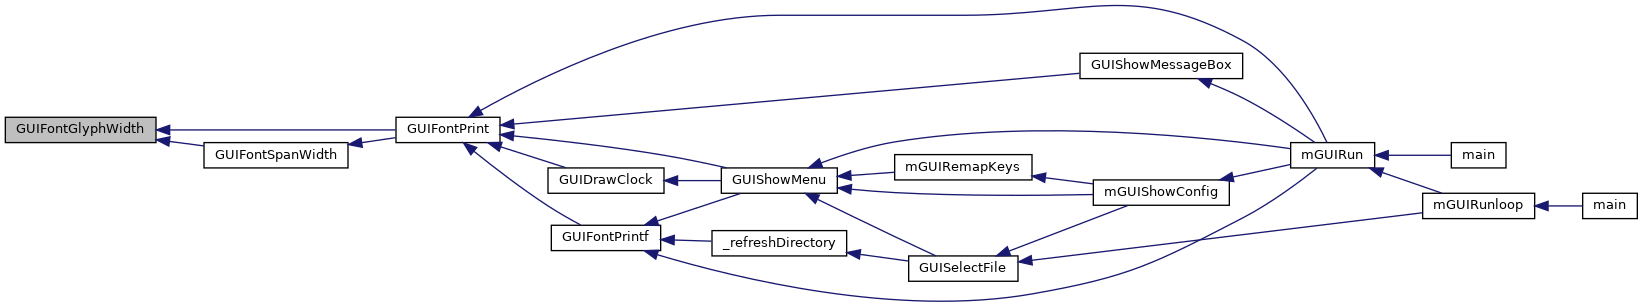 GUIFontGlyphWidth
GUIFontSpanWidth
GUIFontPrint
GUIDrawClock
GUIFontPrintf
GUIShowMenu
_refreshDirectory
mGUIRemapKeys
GUISelectFile
GUIShowMessageBox
mGUIShowConfig
mGUIRun
main
mGUIRunloop
main